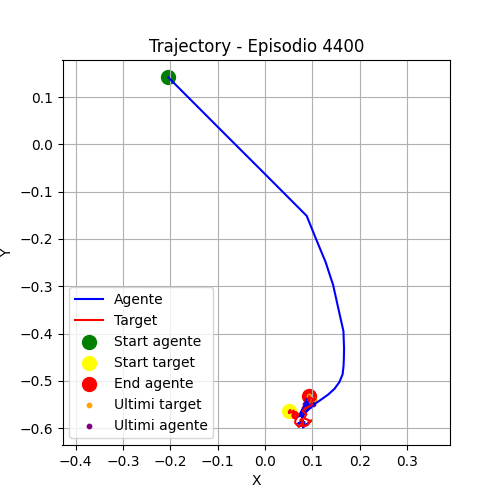 Trajectory - Episodio 4400
Y
0.1
0.0
−0.1
−0.2
−0.3
−0.4
−0.5
−0.6
Agente
Target
Start agente
Start target
End agente
Ultimi target
Ultimi agente
−0.4 −0.3 −0.2 −0.1 0.0 0.1 0.2 0.3
X